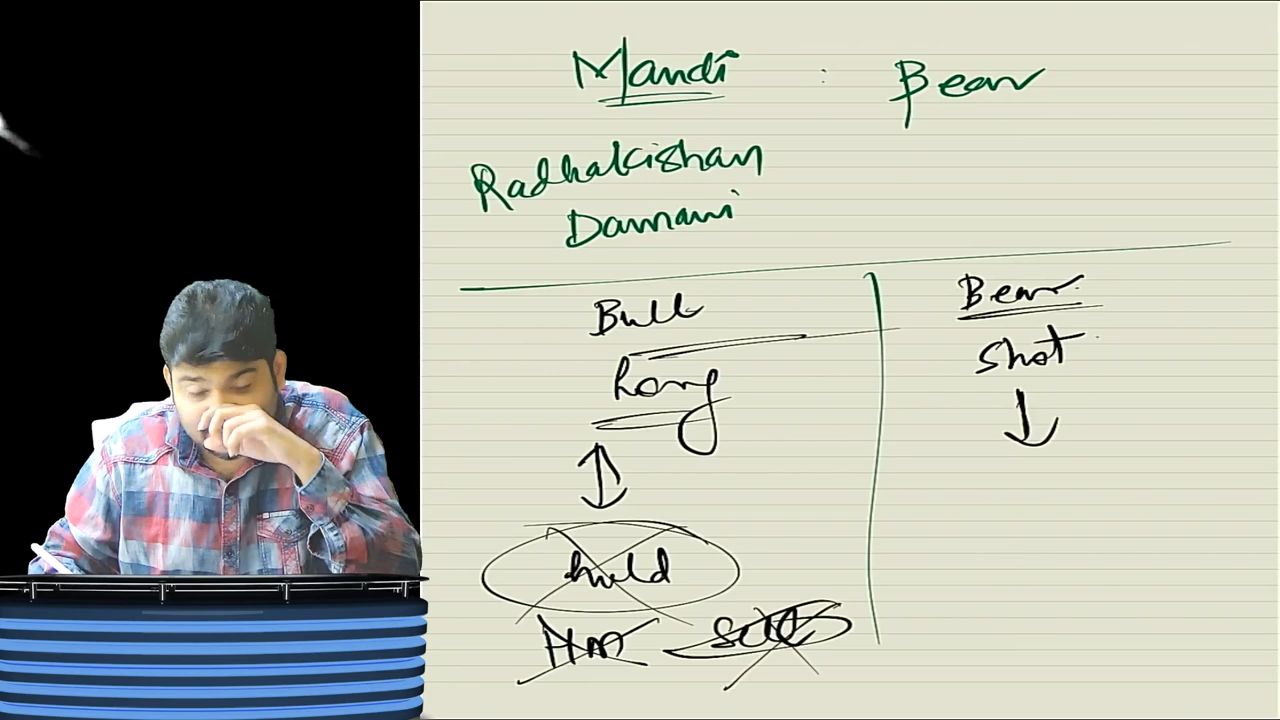 Mandi : Bear
Radhakishan
Damani
Bull
Long
hold
Bear
Shot